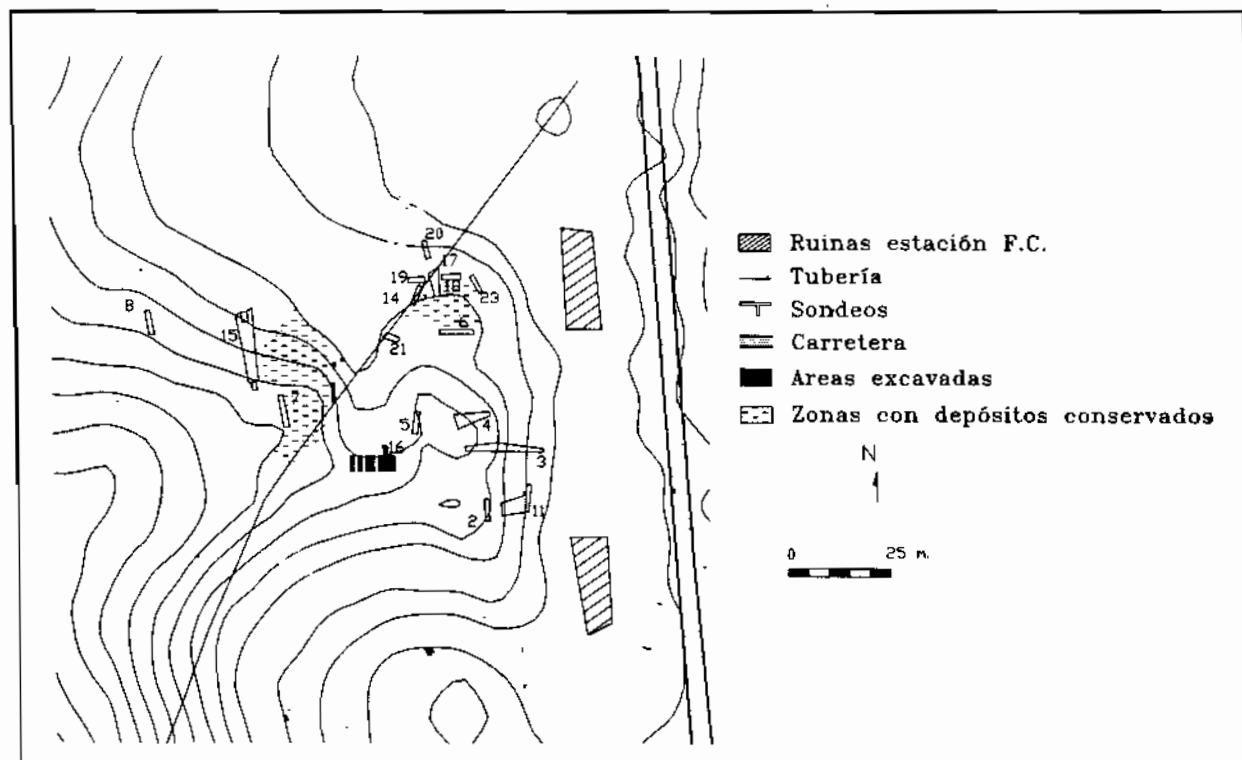 Ruinas estación F.C.
Tubería
Sondeos
Carretera
Areas excavadas
Zonas con depósitos conservados
N
0 25 m.
20
17
19
18
23
14
6
8
15
21
7
5
4
16
3
2
11